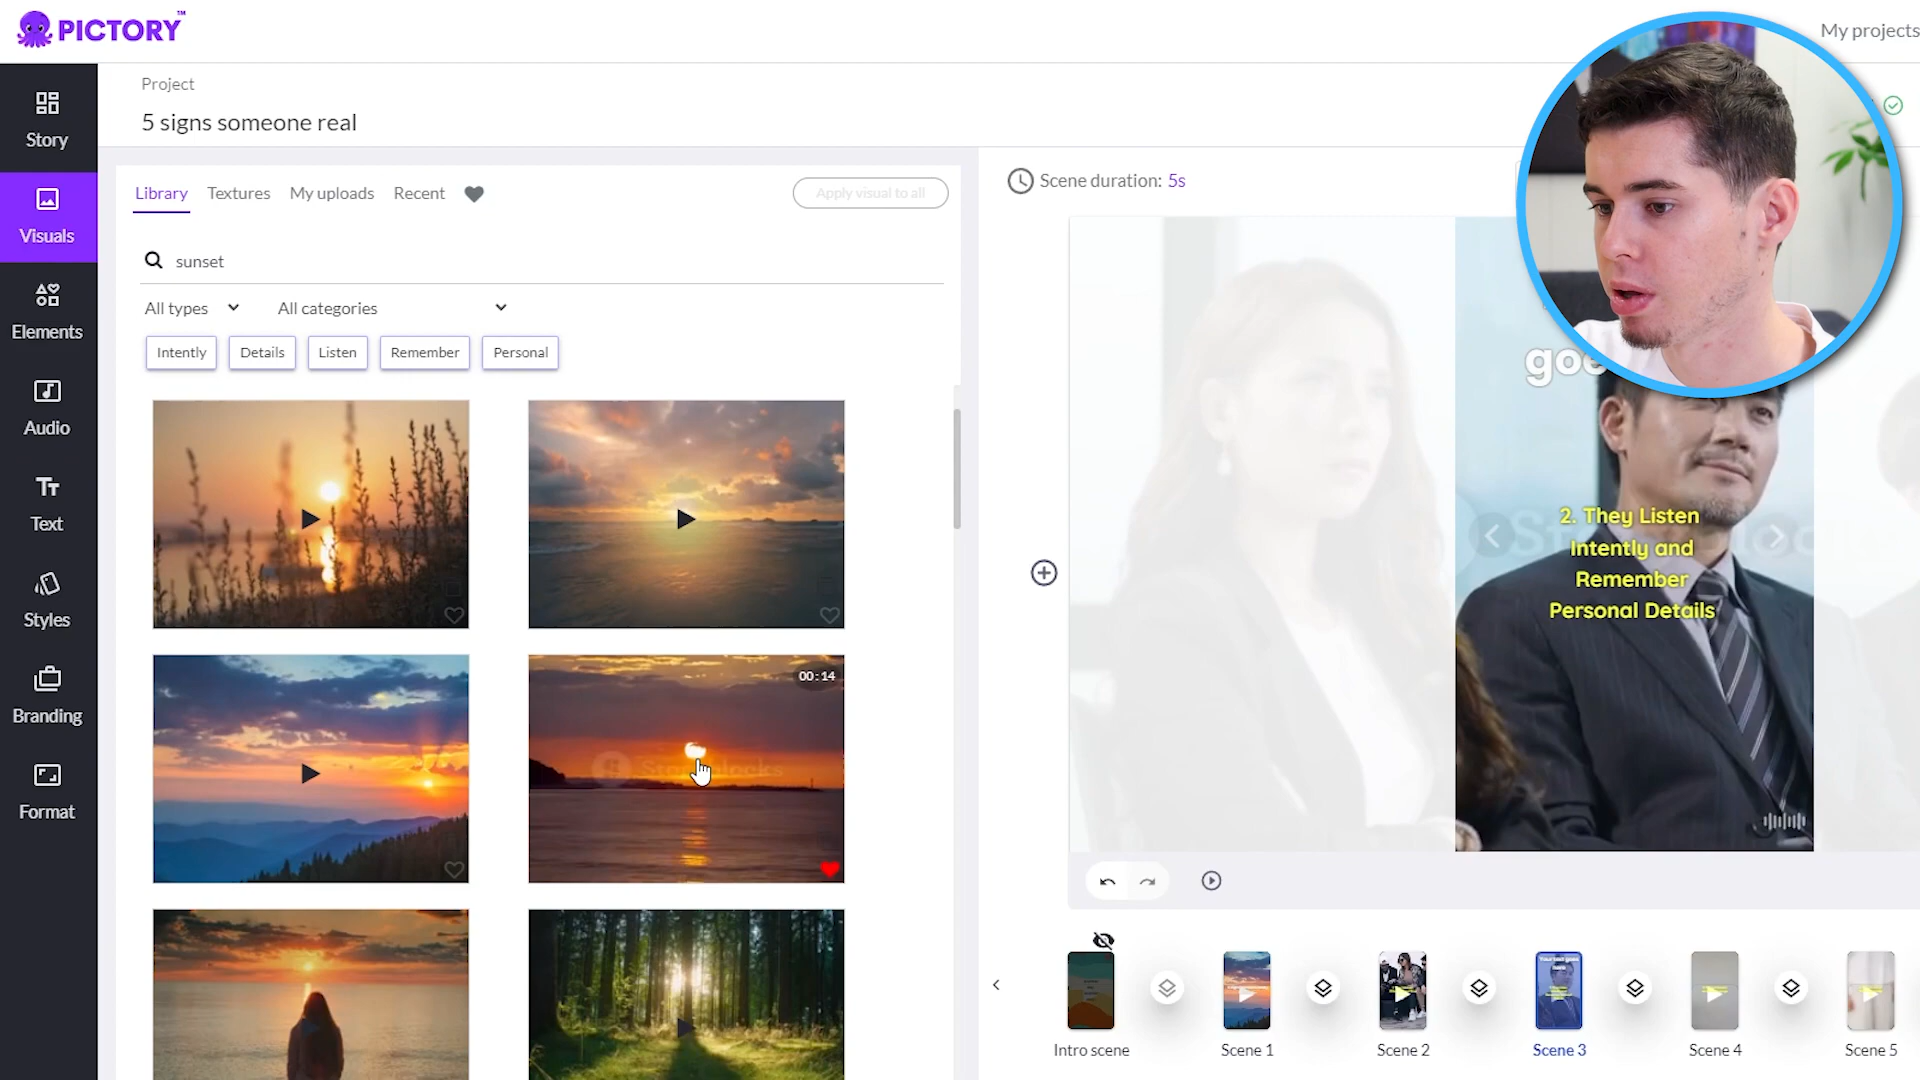 PICTORY™
My projects
Project
5 signs someone real
Story
Visuals
Elements
Audio
Text
Styles
Branding
Format
Library
Textures
My uploads
Recent
Apply visual to all
sunset
All types
All categories
Intently
Details
Listen
Remember
Personal
00:14
Scene duration: 5s
2. They Listen
Intently and
Remember
Personal Details
Intro scene
Scene 1
Scene 2
Scene 3
Scene 4
Scene 5